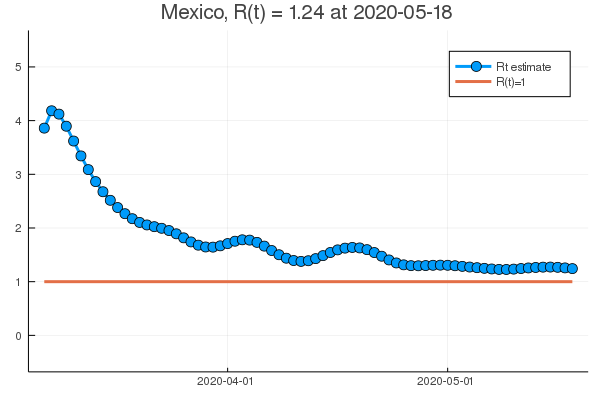 Mexico, R(t) = 1.24 at 2020-05-18
5
4
3
2
1
0
Rt estimate
R(t)=1
2020-04-01
2020-05-01